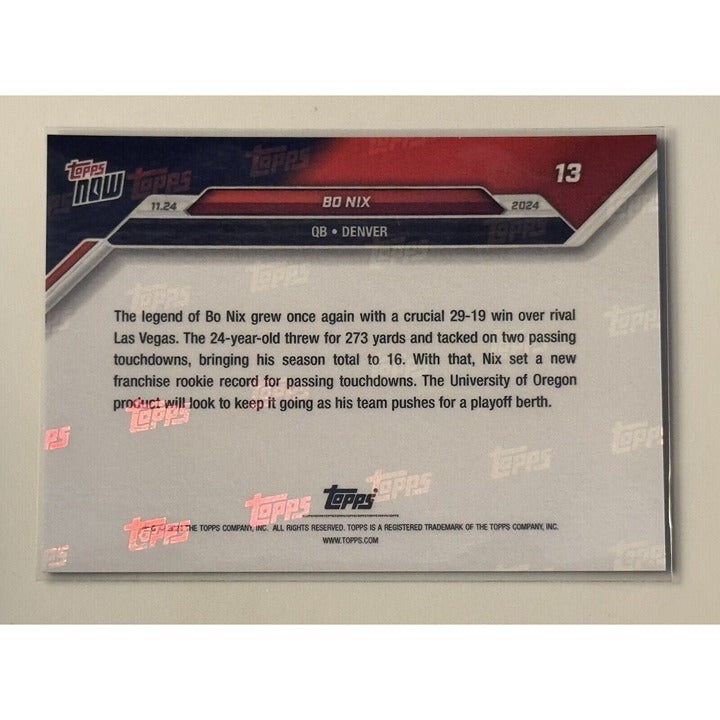 Topps NOW
13
11.24
BO NIX
2024
QB • DENVER
The legend of Bo Nix grew once again with a crucial 29-19 win over rival
Las Vegas. The 24-year-old threw for 273 yards and tacked on two passing
touchdowns, bringing his season total to 16. With that, Nix set a new
franchise rookie record for passing touchdowns. The University of Oregon
product will look to keep it going as his team pushes for a playoff berth.
Topps
THE TOPPS COMPANY, INC. ALL RIGHTS RESERVED. TOPPS IS A REGISTERED TRADEMARK OF THE TOPPS COMPANY, INC.
WWW.TOPPS.COM